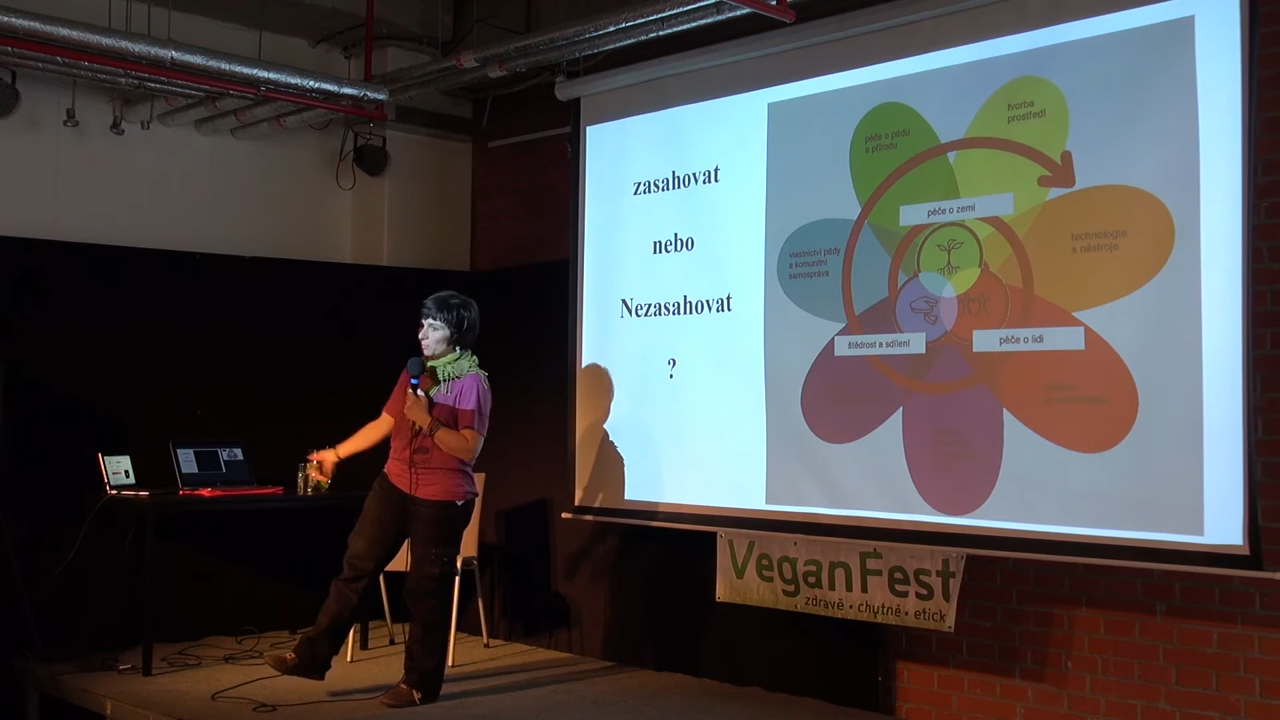 zasahovat
nebo
Nezasahovat
?
péče o půdu
a přírodu
tvorba
prostředí
péče o zemi
technologie
a nástroje
vlastnictví půdy
a komunitní
samospráva
štědrost a sdílení
péče o lidi
VeganFest
zdravě • chutně • etick